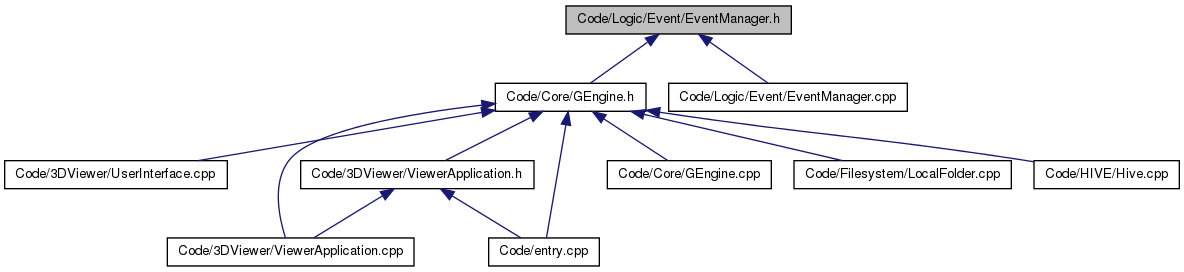 Code/Logic/Event/EventManager.h
Code/Core/GEngine.h
Code/Logic/Event/EventManager.cpp
Code/3DViewer/UserInterface.cpp
Code/3DViewer/ViewerApplication.h
Code/Core/GEngine.cpp
Code/Filesystem/LocalFolder.cpp
Code/HIVE/Hive.cpp
Code/3DViewer/ViewerApplication.cpp
Code/entry.cpp